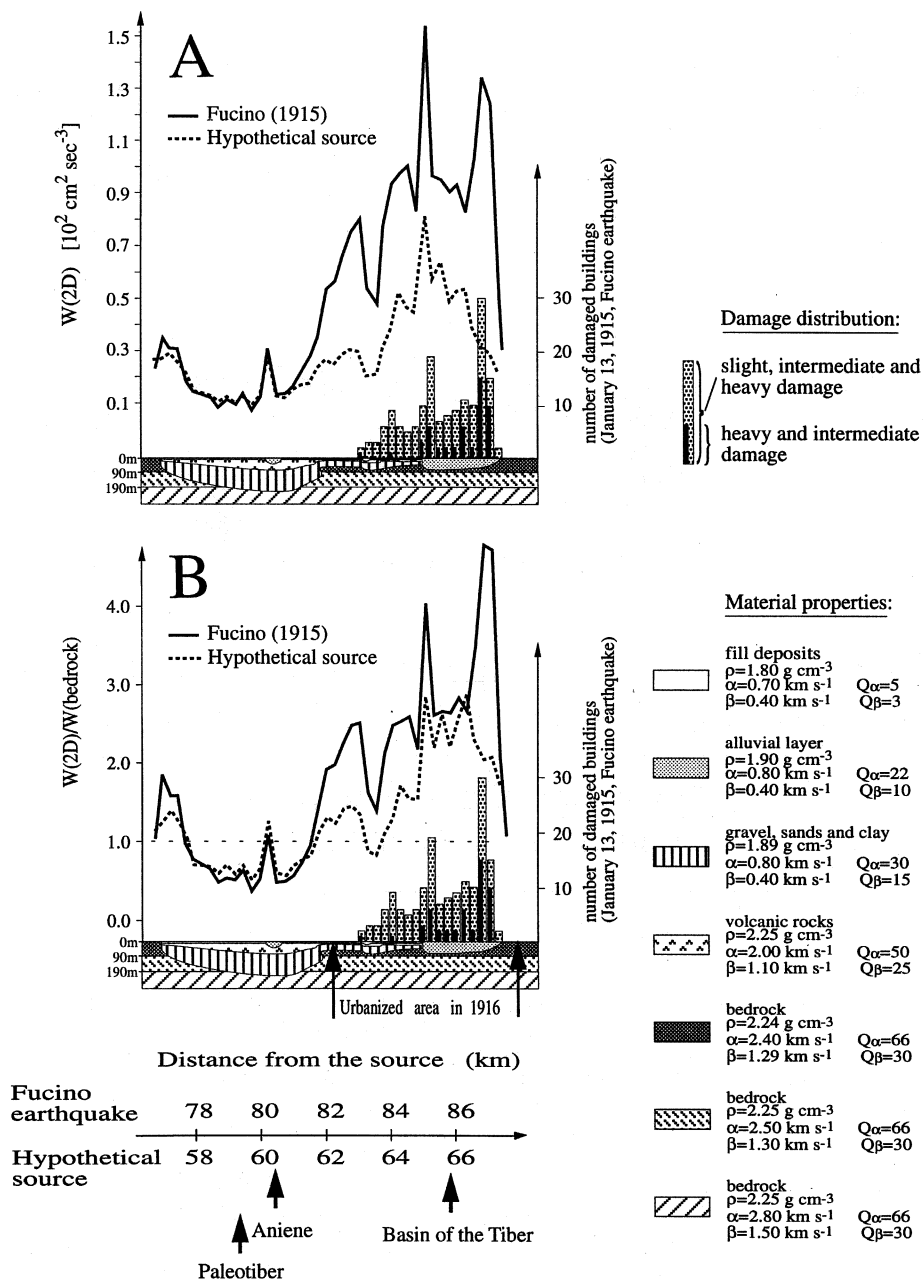 A
1.5
1.3
1.1
0.9
0.7
0.5
0.3
0.1
W(2D) [10² cm² sec⁻³]
Fucino (1915)
Hypothetical source
30
20
10
number of damaged buildings
(January 13, 1915, Fucino earthquake)
0m
90m
190m
Damage distribution:
slight, intermediate and
heavy damage
heavy and intermediate
damage
B
4.0
3.0
2.0
1.0
0.0
W(2D)/W(bedrock)
Fucino (1915)
Hypothetical source
30
20
10
number of damaged buildings
(January 13, 1915, Fucino earthquake)
0m
90m
190m
Urbanized area in 1916
Distance from the source (km)
Fucino
earthquake
78 80 82 84 86
Hypothetical
source
58 60 62 64 66
Aniene
Basin of the Tiber
Paleotiber
Material properties:
fill deposits
ρ=1.80 g cm⁻³
α=0.70 km s⁻¹ Qα=5
β=0.40 km s⁻¹ Qβ=3
alluvial layer
ρ=1.90 g cm⁻³
α=0.80 km s⁻¹ Qα=22
β=0.40 km s⁻¹ Qβ=10
gravel, sands and clay
ρ=1.89 g cm⁻³
α=0.80 km s⁻¹ Qα=30
β=0.40 km s⁻¹ Qβ=15
volcanic rocks
ρ=2.25 g cm⁻³
α=2.00 km s⁻¹ Qα=50
β=1.10 km s⁻¹ Qβ=25
bedrock
ρ=2.24 g cm⁻³
α=2.40 km s⁻¹ Qα=66
β=1.29 km s⁻¹ Qβ=30
bedrock
ρ=2.25 g cm⁻³
α=2.50 km s⁻¹ Qα=66
β=1.30 km s⁻¹ Qβ=30
bedrock
ρ=2.25 g cm⁻³
α=2.80 km s⁻¹ Qα=66
β=1.50 km s⁻¹ Qβ=30